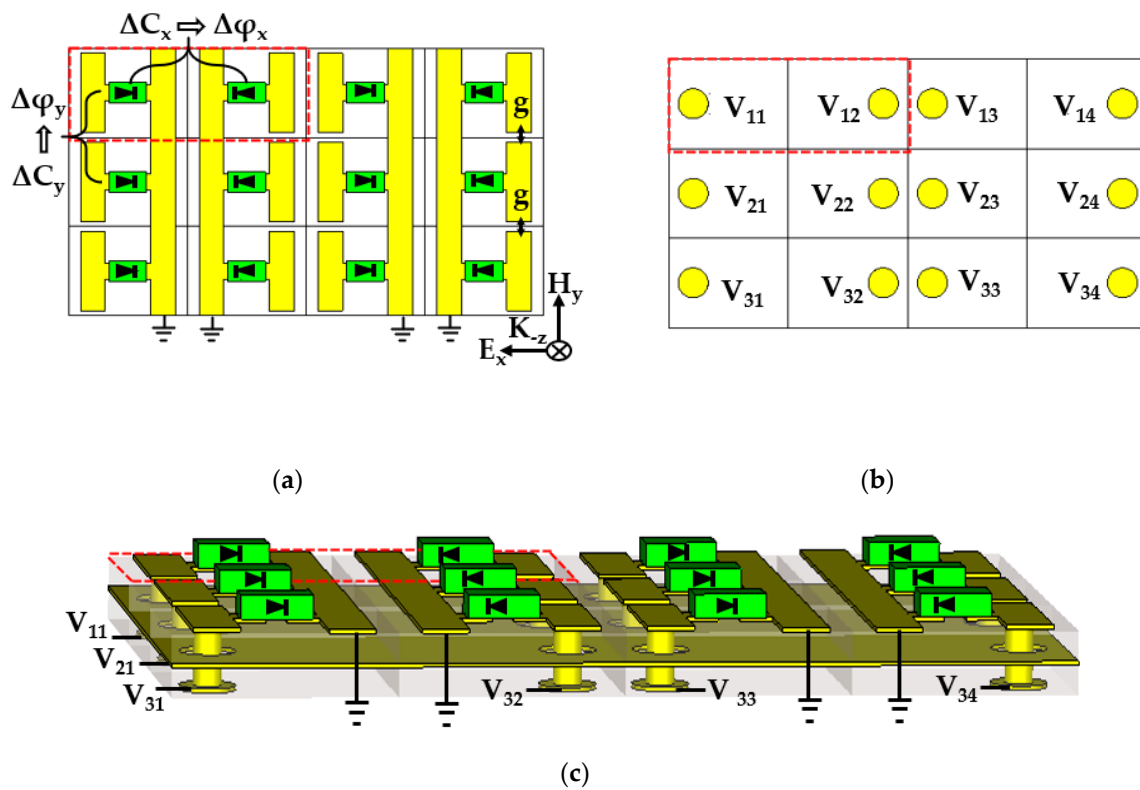 ΔCx ⇨ Δφx
Δφy
⇧
ΔCy
g
g
Hy
K-z
Ex
(a)
V11 V12 V13 V14
V21 V22 V23 V24
V31 V32 V33 V34
(b)
V11
V21
V31
V32
V33
V34
(c)